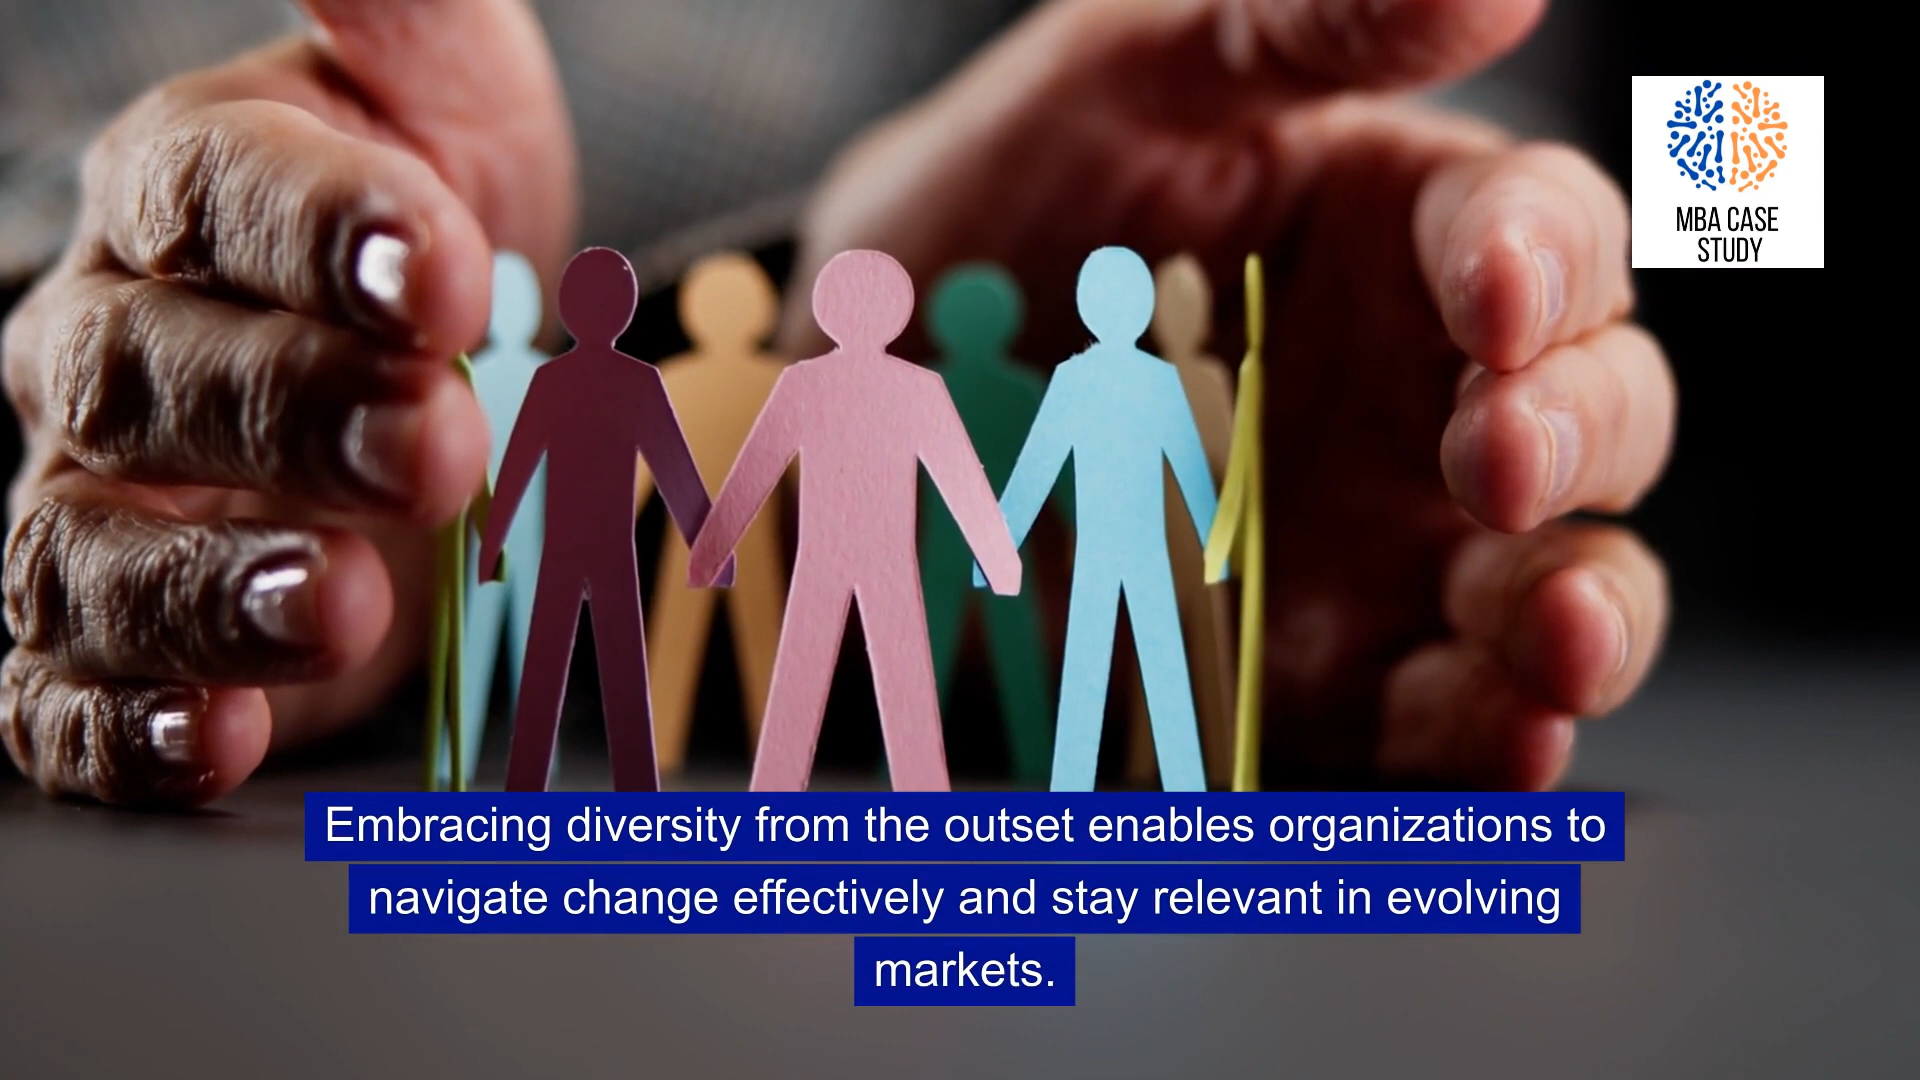 MBA CASE
STUDY
Embracing diversity from the outset enables organizations to
navigate change effectively and stay relevant in evolving
markets.